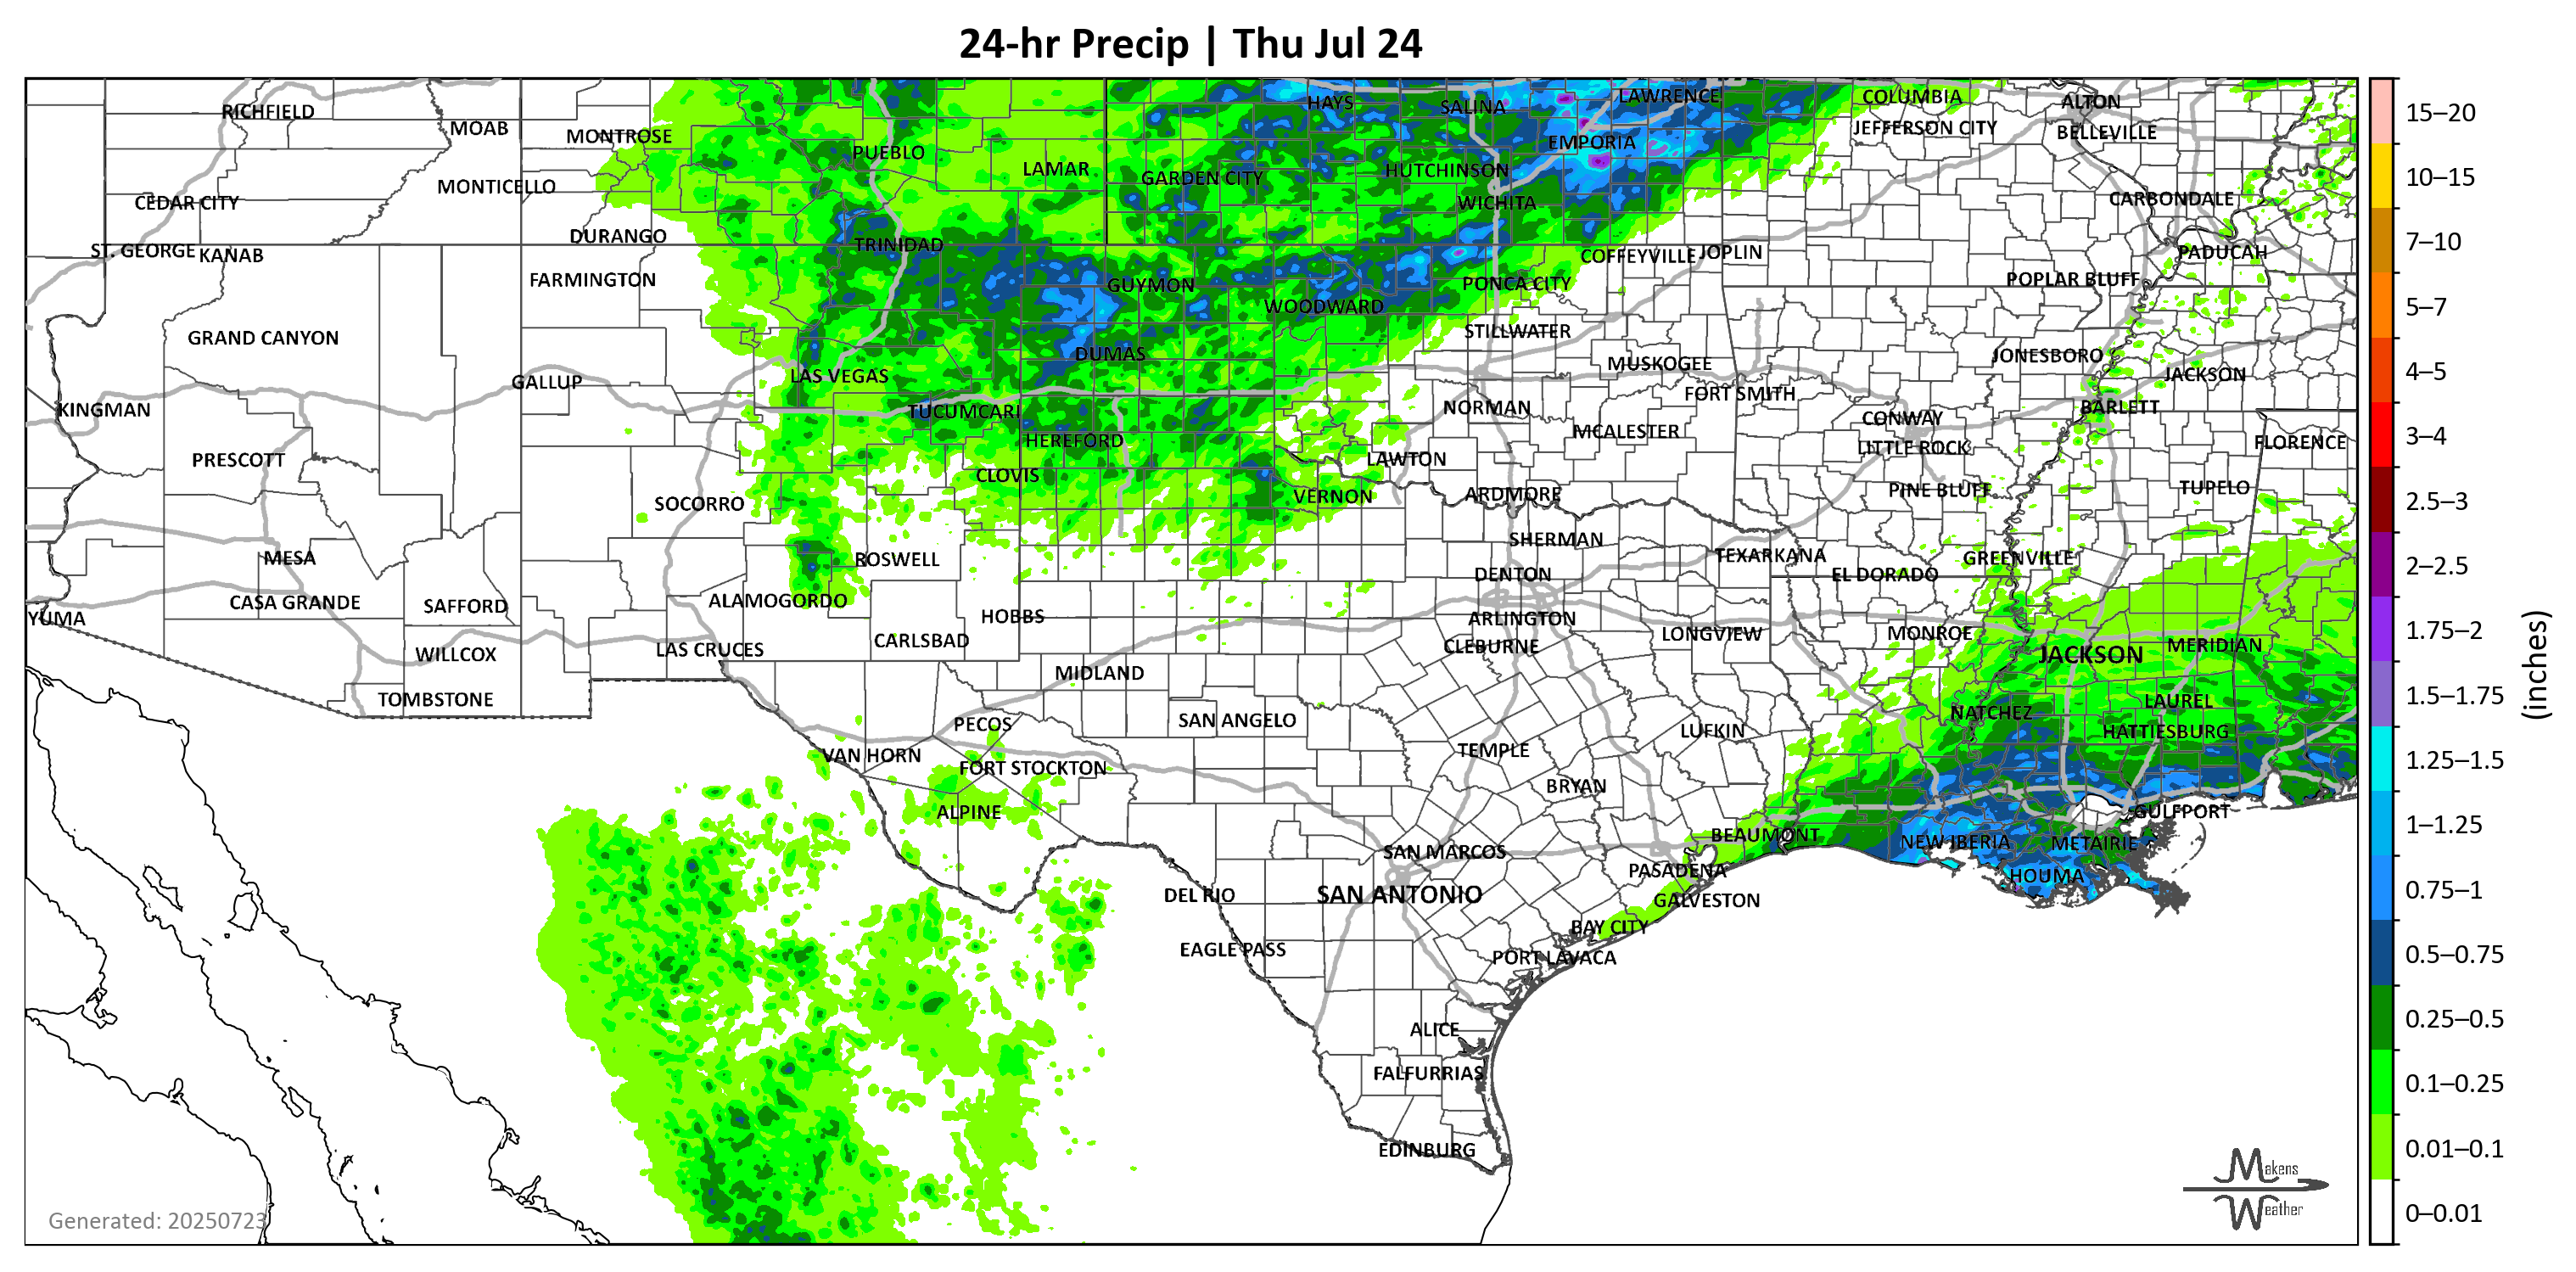 24-hr Precip | Thu Jul 24
RICHFIELD
MOAB
MONTROSE
PUEBLO
LAMAR
HAYS
SALINA
LAWRENCE
COLUMBIA
ALTON
JEFFERSON CITY
BELLEVILLE
EMPORIA
MONTICELLO
GARDEN CITY
HUTCHINSON
CEDAR CITY
WICHITA
CARBONDALE
DURANGO
TRINIDAD
ST. GEORGE
KANAB
COFFEYVILLE
JOPLIN
PADUCAH
FARMINGTON
GUYMON
PONCA CITY
POPLAR BLUFF
WOODWARD
GRAND CANYON
STILLWATER
DUMAS
JONESBORO
MUSKOGEE
GALLUP
LAS VEGAS
JACKSON
FORT SMITH
KINGMAN
TUCUMCARI
NORMAN
BARLETT
CONWAY
HEREFORD
MCALESTER
LITTLE ROCK
FLORENCE
PRESCOTT
LAWTON
CLOVIS
PINE BLUFF
TUPELO
SOCORRO
VERNON
ARDMORE
SHERMAN
MESA
ROSWELL
TEXARKANA
GREENVILLE
DENTON
EL DORADO
CASA GRANDE
SAFFORD
ALAMOGORDO
HOBBS
YUMA
ARLINGTON
CARLSBAD
LONGVIEW
MONROE
WILLCOX
LAS CRUCES
CLEBURNE
JACKSON
MERIDIAN
MIDLAND
TOMBSTONE
LAUREL
NATCHEZ
PECOS
SAN ANGELO
LUFKIN
HATTIESBURG
VAN HORN
TEMPLE
FORT STOCKTON
BRYAN
ALPINE
GULFPORT
BEAUMONT
NEW IBERIA
METAIRIE
SAN MARCOS
PASADENA
HOUMA
DEL RIO
SAN ANTONIO
GALVESTON
BAY CITY
EAGLE PASS
PORT LAVACA
ALICE
FALFURRIAS
EDINBURG
Generated: 20250723
Makens
Weather
15–20
10–15
7–10
5–7
4–5
3–4
2.5–3
2–2.5
1.75–2
1.5–1.75
1.25–1.5
1–1.25
0.75–1
0.5–0.75
0.25–0.5
0.1–0.25
0.01–0.1
0–0.01
(inches)